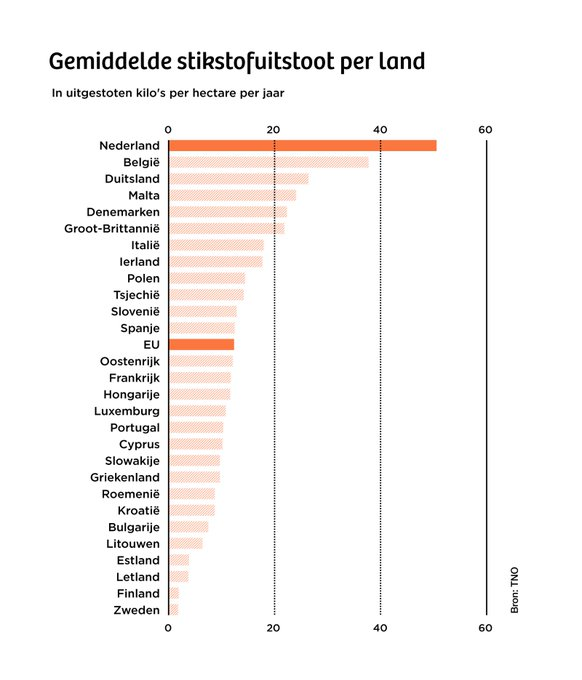 Gemiddelde stikstofuitstoot per land
In uitgestoten kilo's per hectare per jaar
0 20 40 60
Nederland
België
Duitsland
Malta
Denemarken
Groot-Brittannië
Italië
Ierland
Polen
Tsjechië
Slovenië
Spanje
EU
Oostenrijk
Frankrijk
Hongarije
Luxemburg
Portugal
Cyprus
Slowakije
Griekenland
Roemenië
Kroatië
Bulgarije
Litouwen
Estland
Letland
Finland
Zweden
0 20 40 60
Bron: TNO